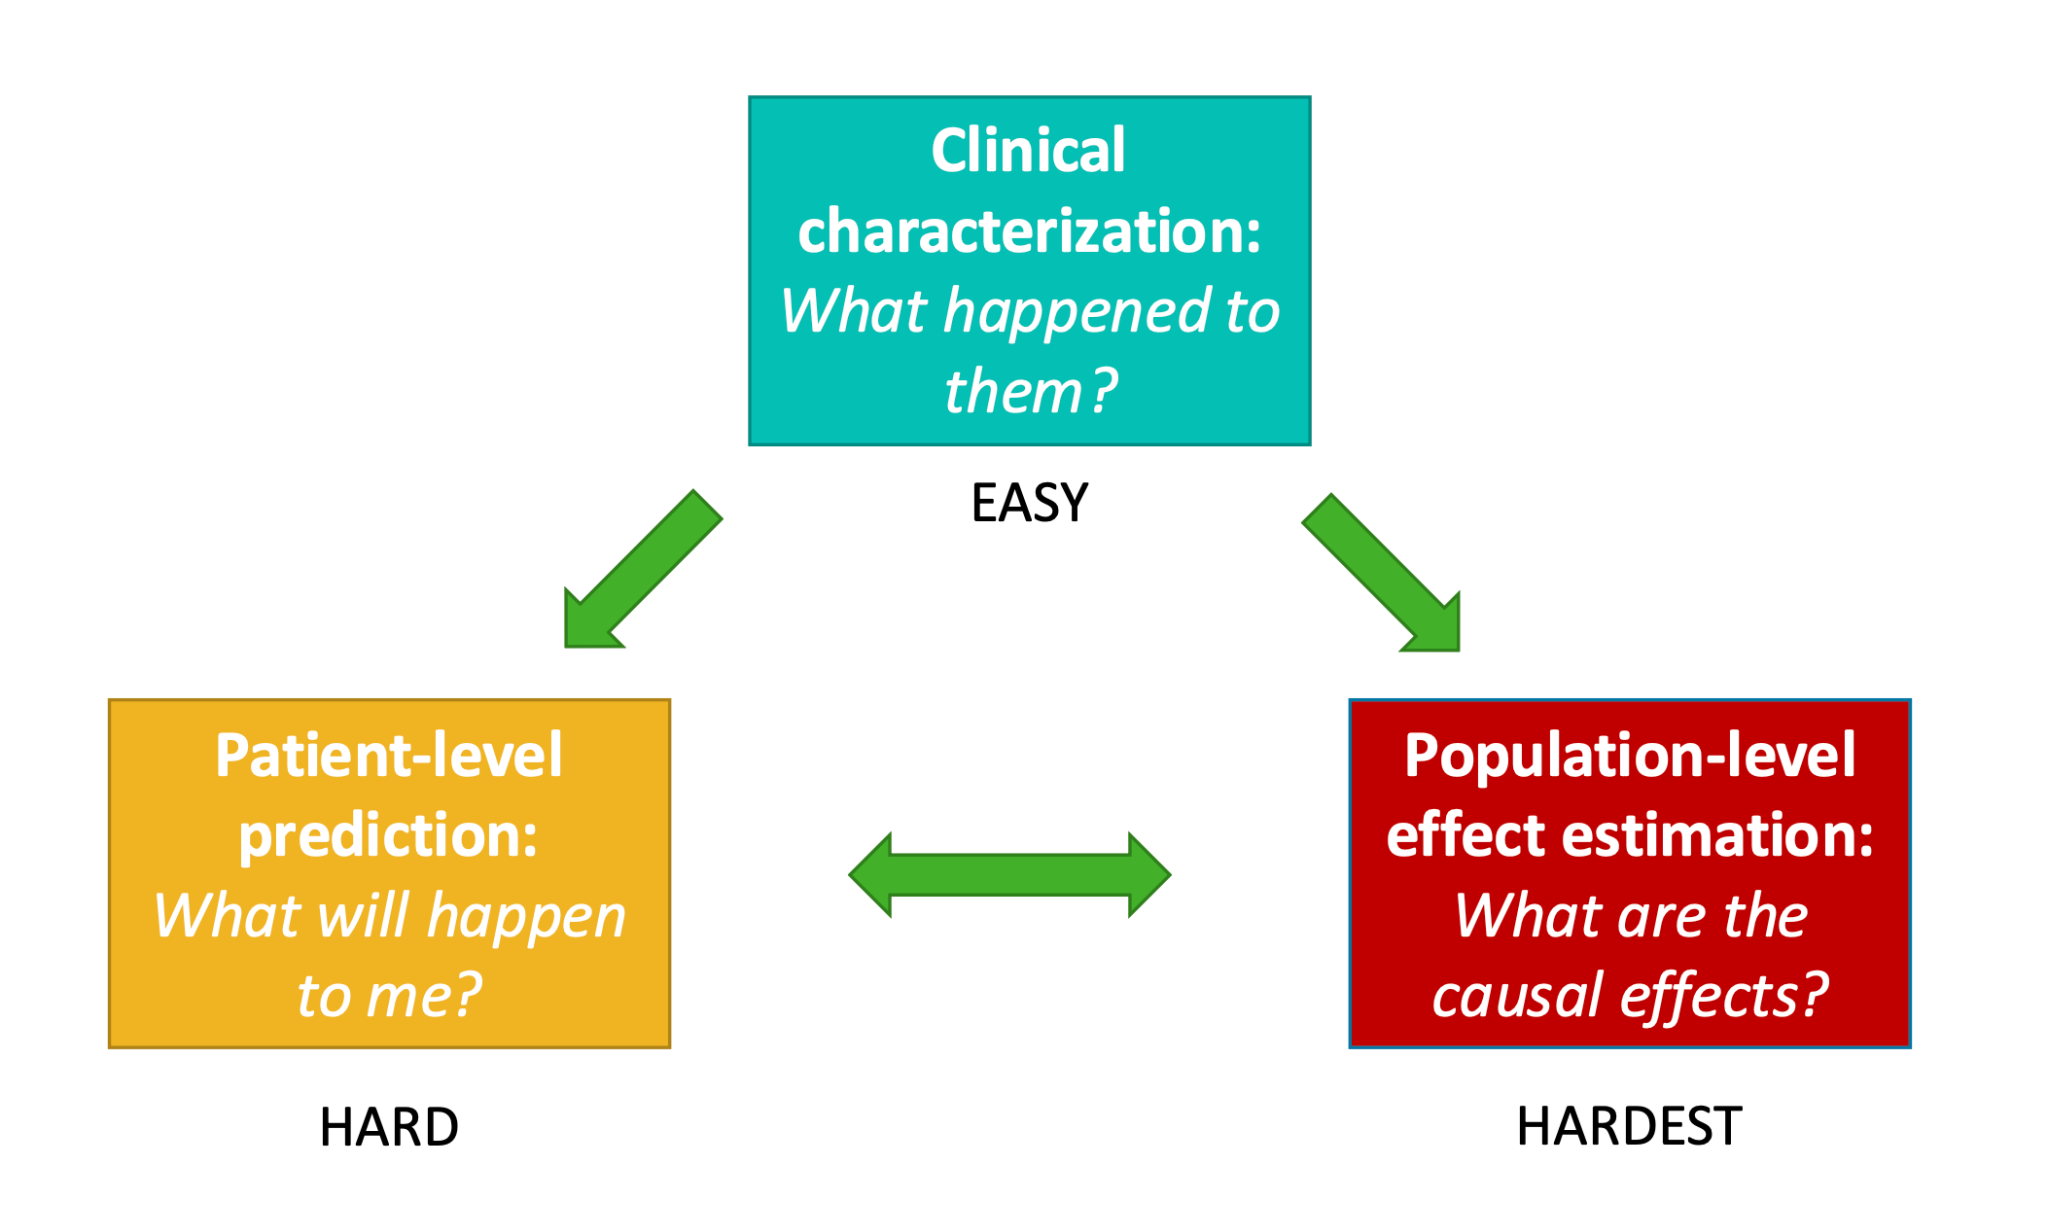 Clinical
characterization:
What happened to
them?
EASY
Patient-level
prediction:
What will happen
to me?
HARD
Population-level
effect estimation:
What are the
causal effects?
HARDEST